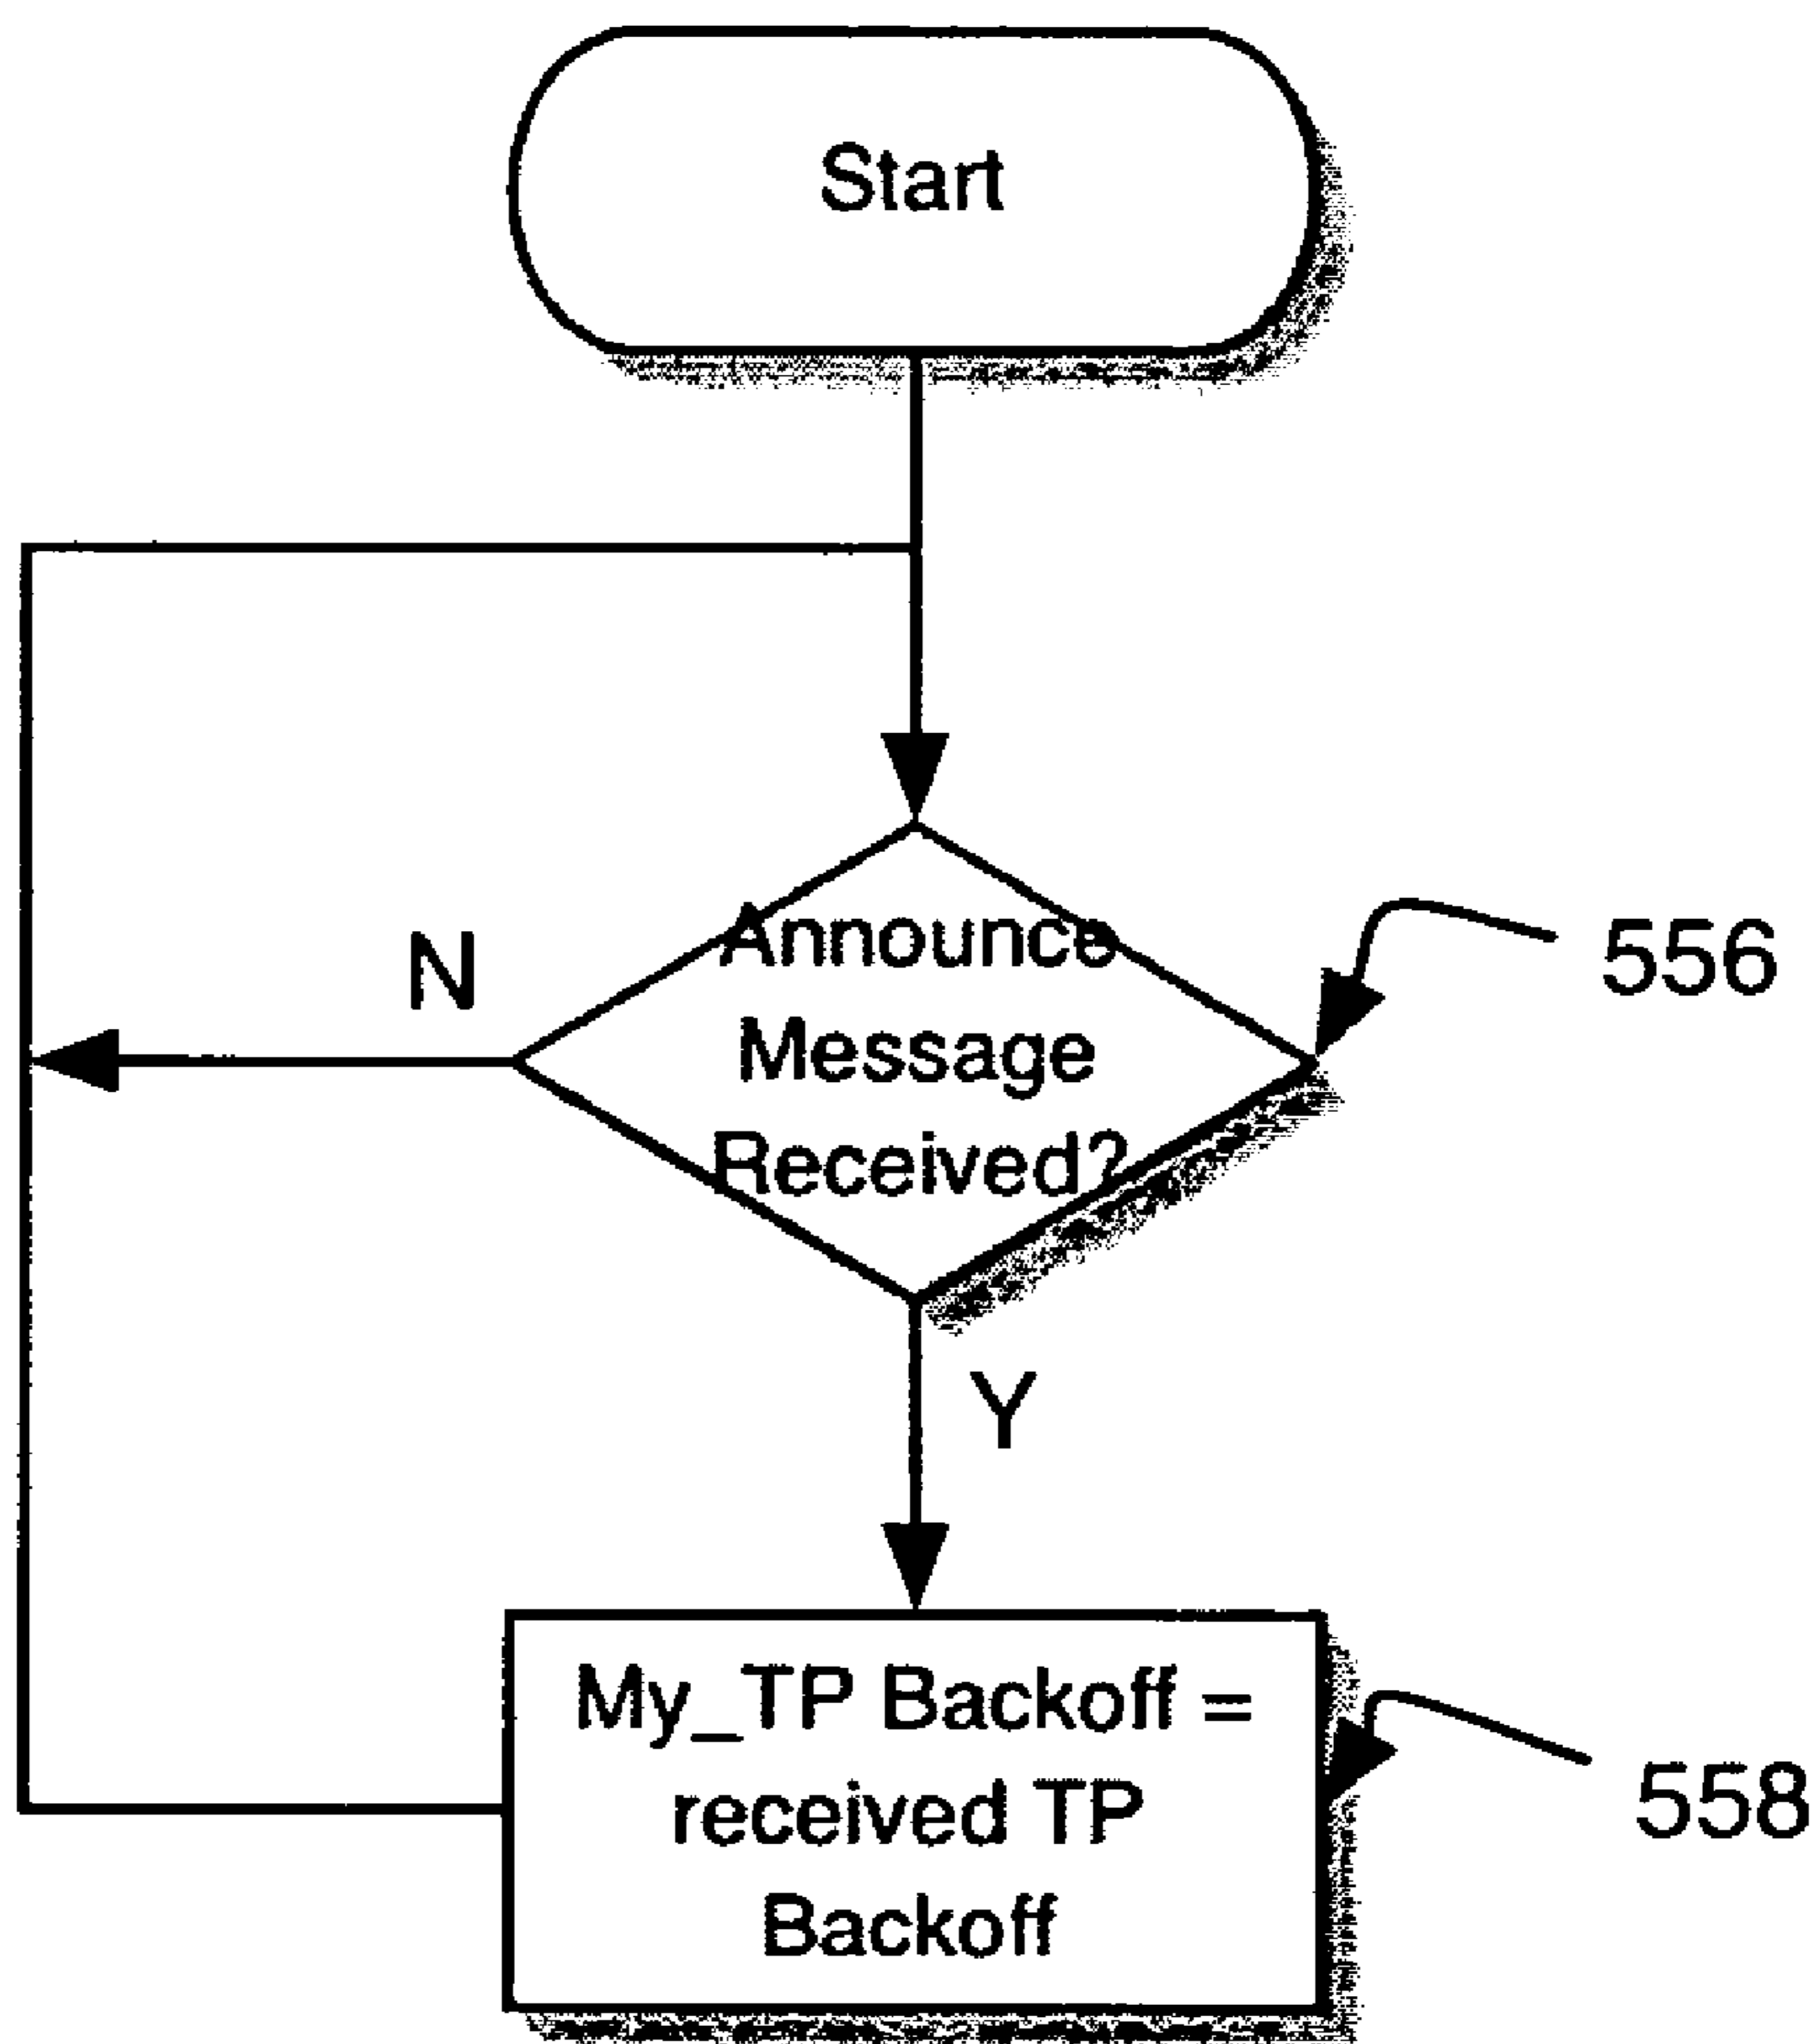 Start
N
Announce
Message
Received?
556
Y
My_TP Backoff =
received TP
Backoff
558